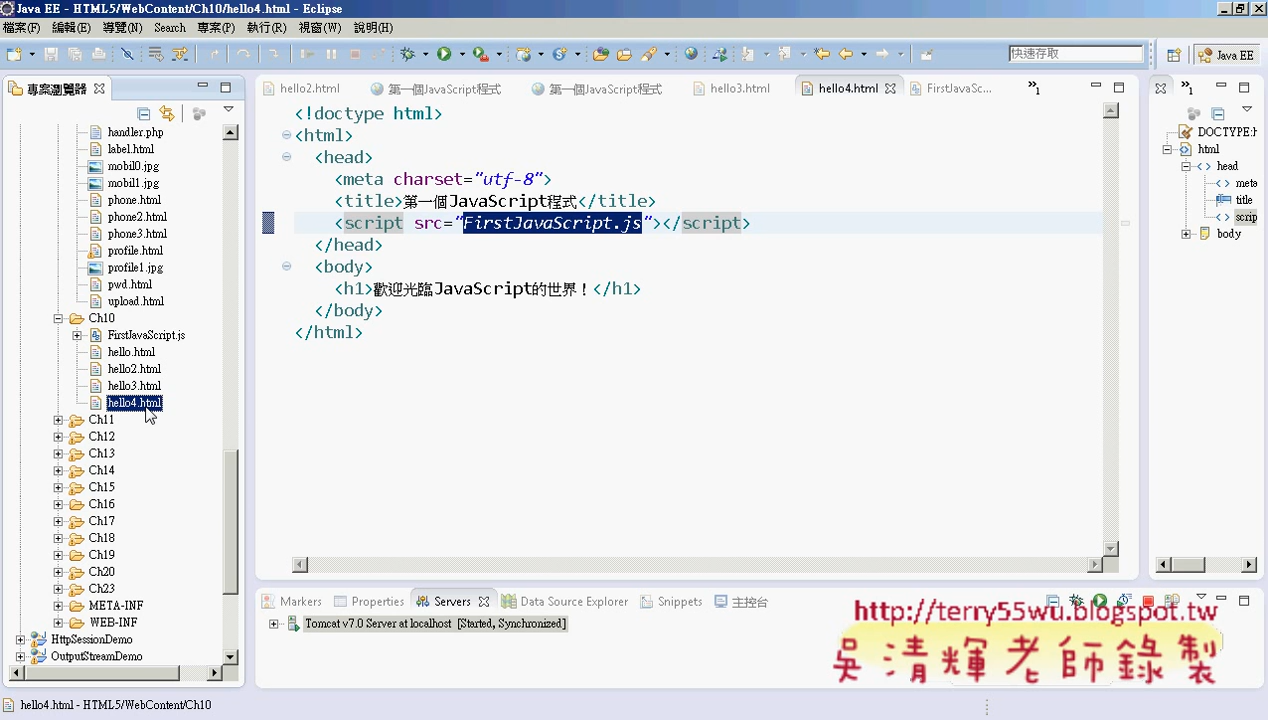 Java EE - HTML5/WebContent/Ch10/hello4.html - Eclipse
檔案(F) 編輯(E) 導覽(N) Search 專案(P) 執行(R) 視窗(W) 說明(H)
快速存取
Java EE
專案瀏覽器
handler.php
label.html
mobil0.jpg
mobil1.jpg
phone.html
phone2.html
phone3.html
profile.html
profile1.jpg
pwd.html
upload.html
Ch10
FirstJavaScript.js
hello.html
hello2.html
hello3.html
hello4.html
Ch11
Ch12
Ch13
Ch14
Ch15
Ch16
Ch17
Ch18
Ch19
Ch20
Ch23
META-INF
WEB-INF
HttpSessionDemo
OutputStreamDemo
hello2.html 第一個JavaScript程式 第一個JavaScript程式 hello3.html hello4.html FirstJavaSc... »1
<!doctype html>
<html>
<head>
<meta charset="utf-8">
<title>第一個JavaScript程式</title>
<script src="FirstJavaScript.js"></script>
</head>
<body>
<h1>歡迎光臨JavaScript的世界！</h1>
</body>
</html>
»1
DOCTYPE:h
html
head
meta
title
scrip
body
Markers Properties Servers Data Source Explorer Snippets 主控台
Tomcat v7.0 Server at localhost [Started, Synchronized]
http://terry55wu.blogspot.tw
吳清輝老師錄製
hello4.html - HTML5/WebContent/Ch10